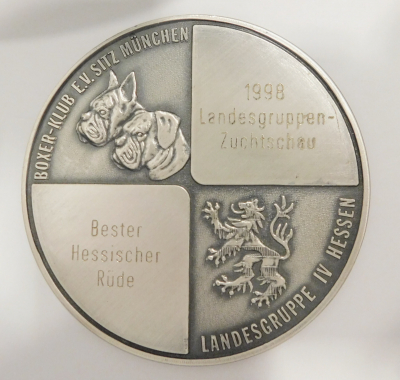 BOXER-KLUB E.V. SITZ MÜNCHEN
1998
Landesgruppen-
Zuchtschau
Bester
Hessischer
Rüde
LANDESGRUPPE IV HESSEN